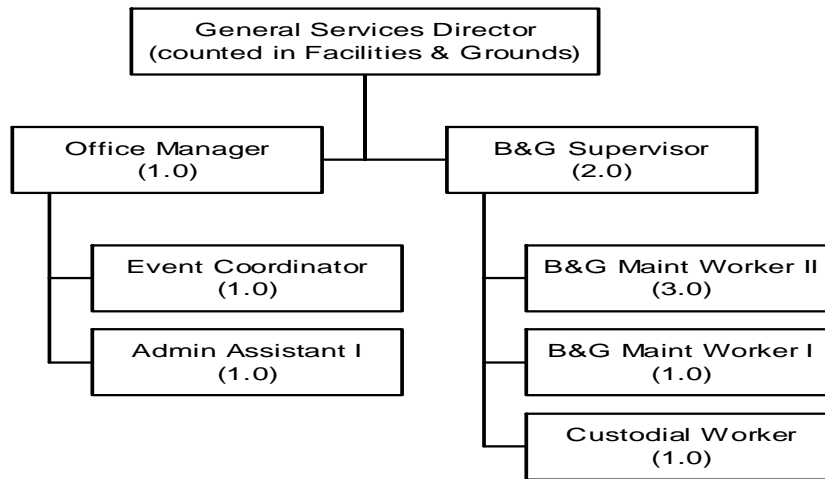 General Services Director
(counted in Facilities & Grounds)
Office Manager
(1.0)
B&G Supervisor
(2.0)
Event Coordinator
(1.0)
B&G Maint Worker II
(3.0)
Admin Assistant I
(1.0)
B&G Maint Worker I
(1.0)
Custodial Worker
(1.0)